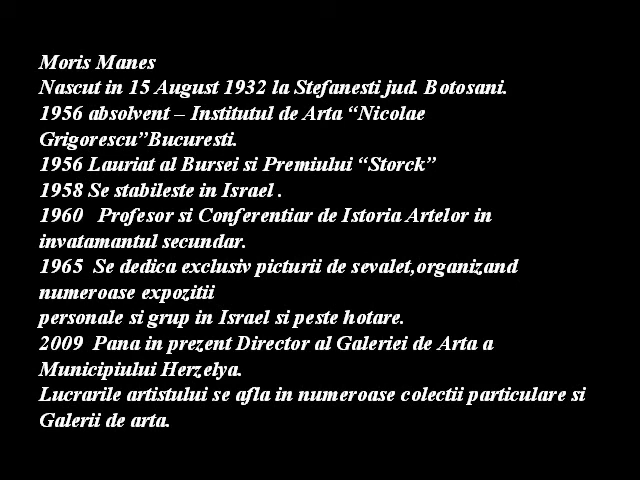 Moris Manes
Nascut in 15 August 1932 la Stefanesti jud. Botosani.
1956 absolvent – Institutul de Arta “Nicolae
Grigorescu”Bucuresti.
1956 Lauriat al Bursei si Premiului “Storck”
1958 Se stabileste in Israel .
1960 Profesor si Conferentiar de Istoria Artelor in
invatamantul secundar.
1965 Se dedica exclusiv picturii de sevalet,organizand
numeroase expozitii
personale si grup in Israel si peste hotare.
2009 Pana in prezent Director al Galeriei de Arta a
Municipiului Herzelya.
Lucrarile artistului se afla in numeroase colectii particulare si
Galerii de arta.